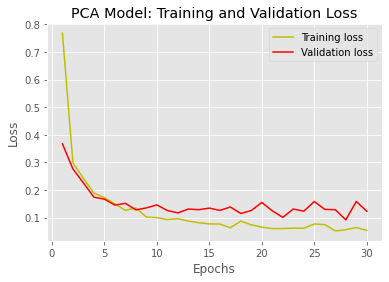 PCA Model: Training and Validation Loss
Training loss
Validation loss
Loss
0.8
0.7
0.6
0.5
0.4
0.3
0.2
0.1
0 5 10 15 20 25 30
Epochs